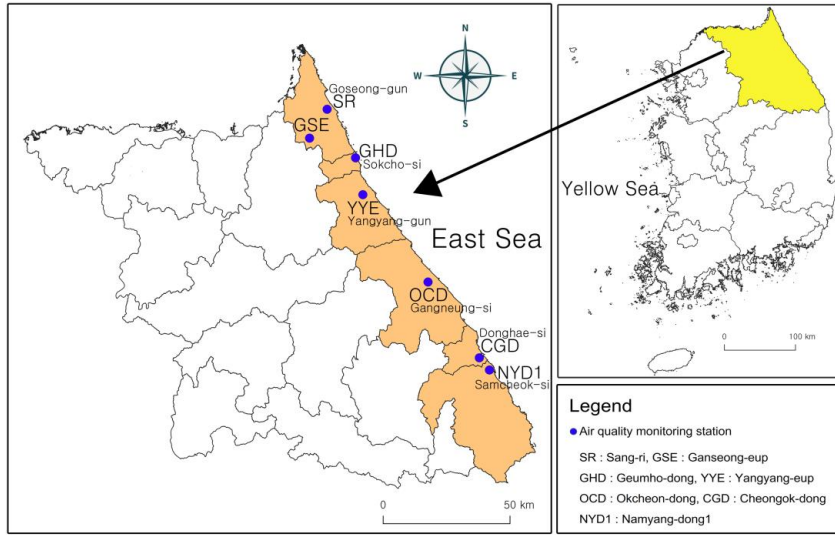 N
W E
S
Goseong-gun
SR
GSE
GHD
Sokcho-si
YYE
Yangyang-gun
East Sea
OCD
Gangneung-si
Donghae-si
CGD
NYD1
Samcheok-si
0 50 km
Yellow Sea
0 100 km
Legend
Air quality monitoring station
SR : Sang-ri, GSE : Ganseong-eup
GHD : Geumho-dong, YYE : Yangyang-eup
OCD : Okcheon-dong, CGD : Cheongok-dong
NYD1 : Namyang-dong1